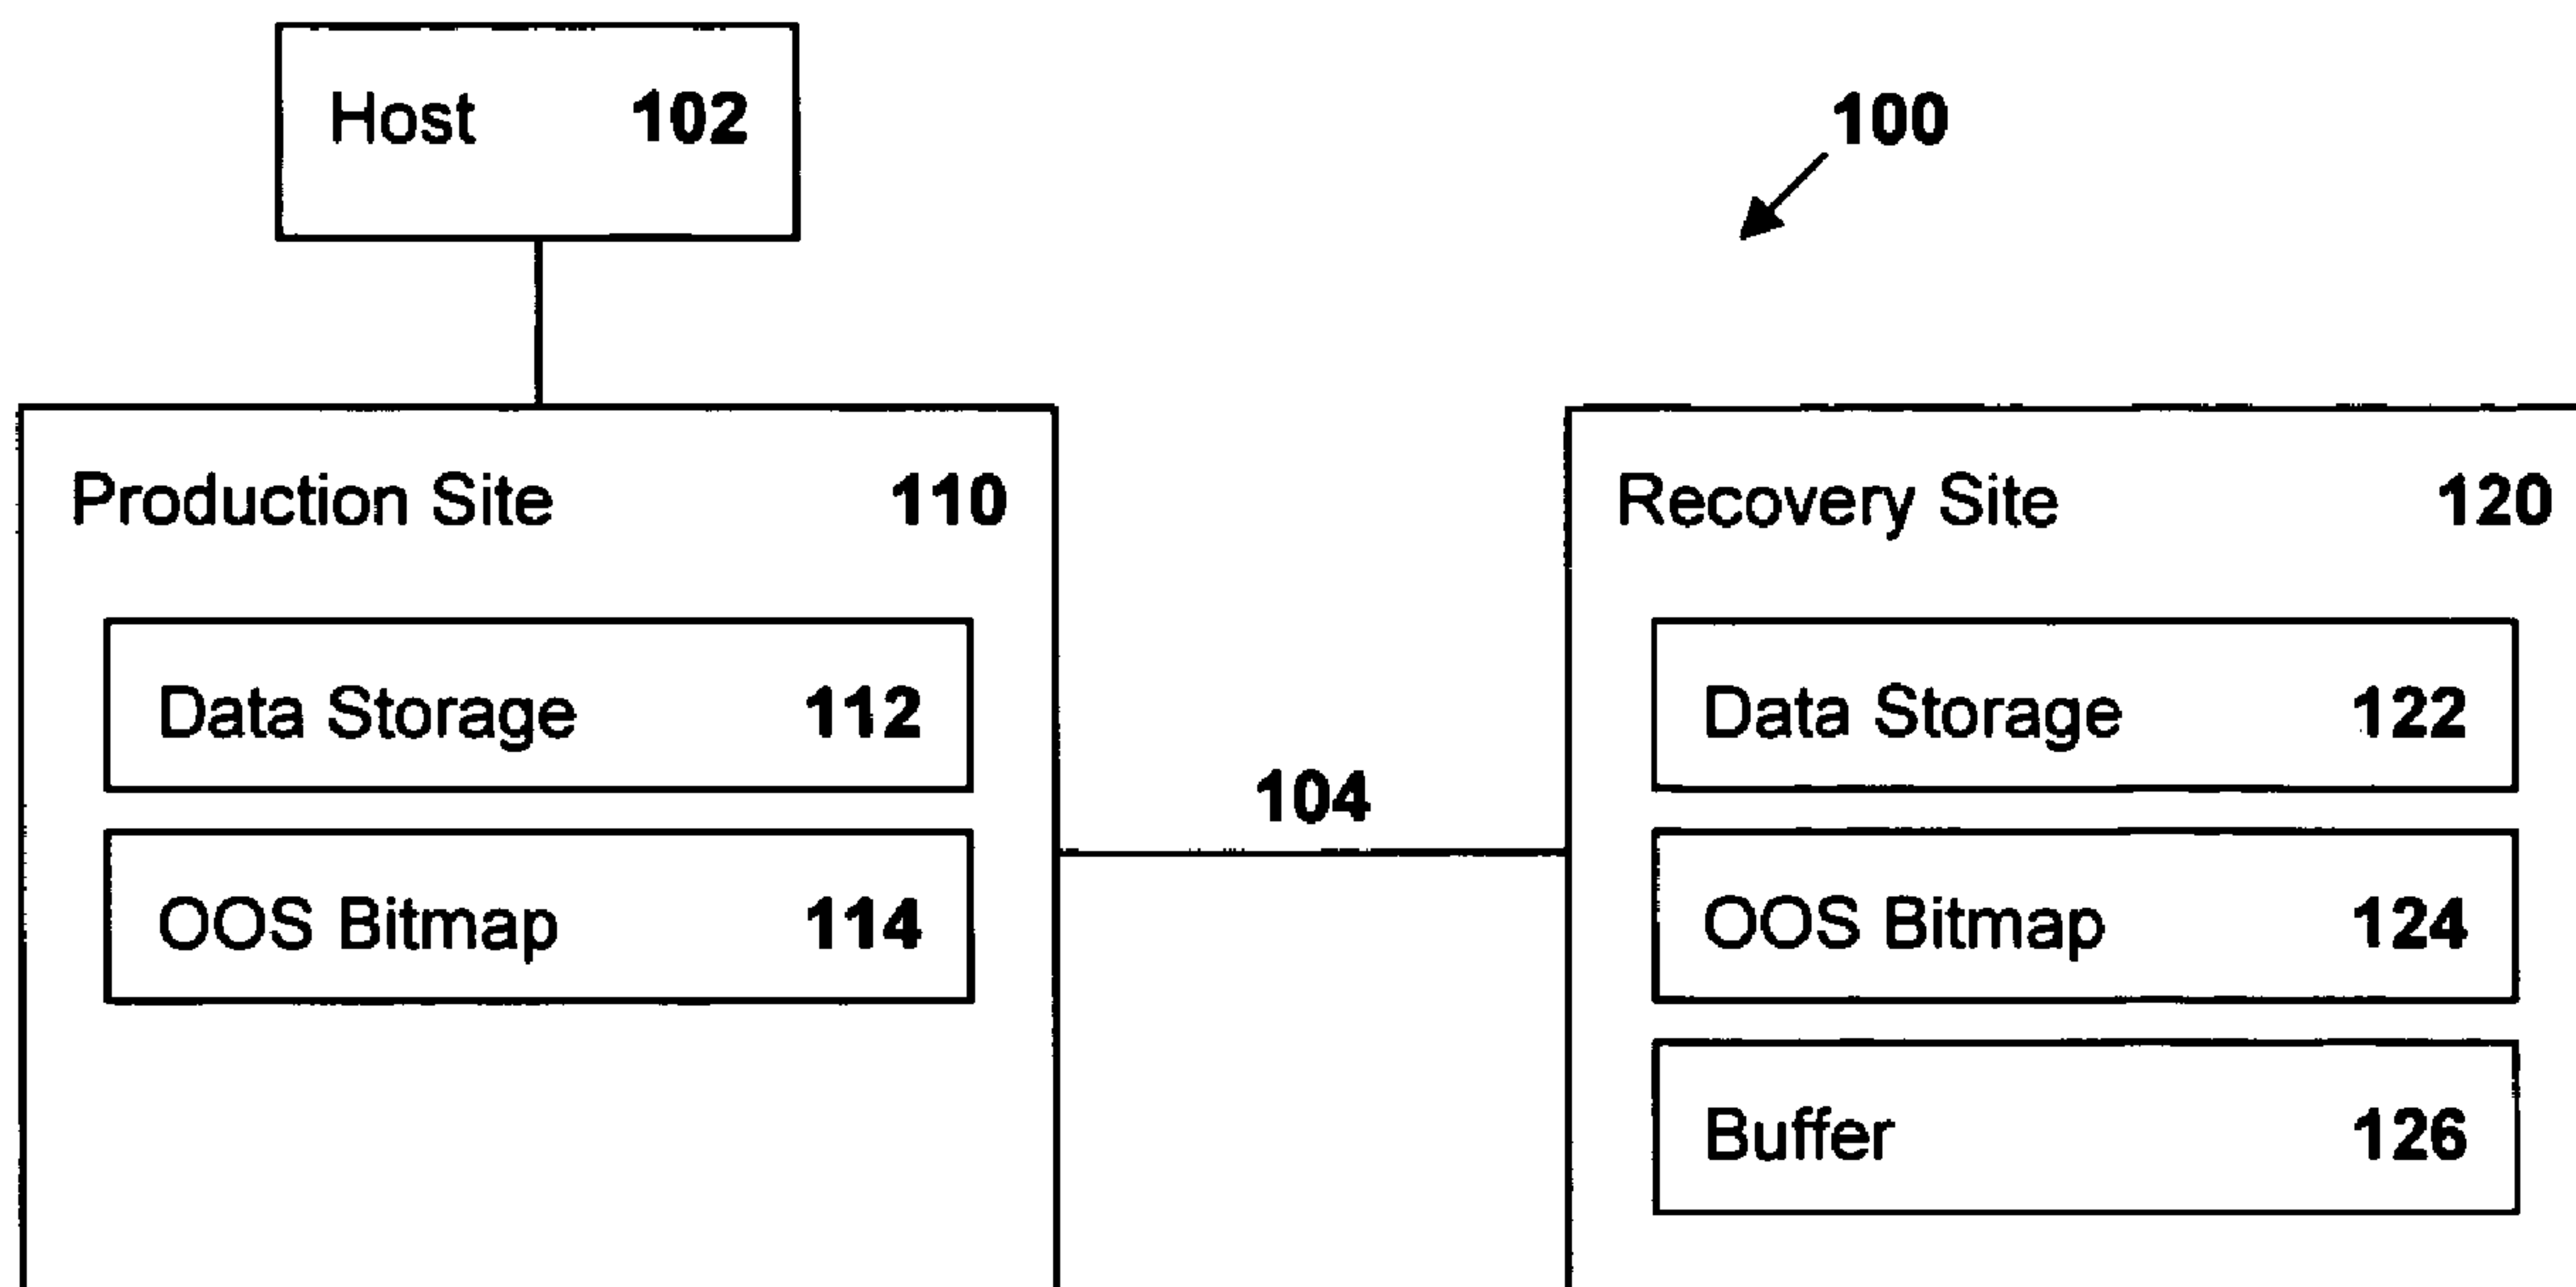 Host 102
100
Production Site 110
Data Storage 112
OOS Bitmap 114
104
Recovery Site 120
Data Storage 122
OOS Bitmap 124
Buffer 126